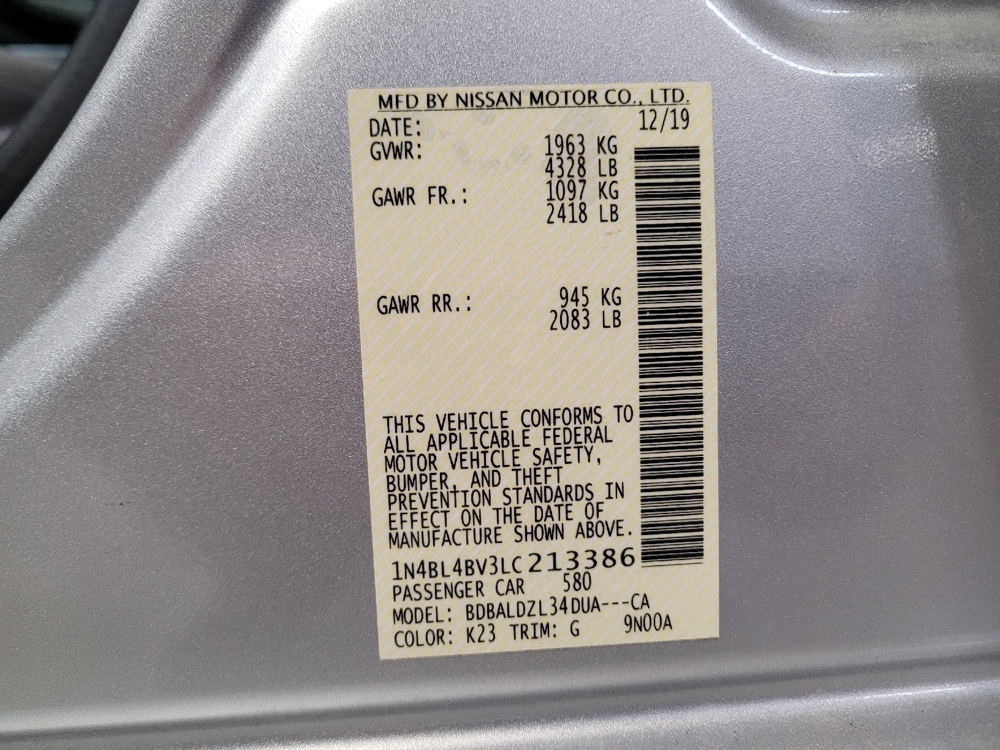 MFD BY NISSAN MOTOR CO., LTD.
DATE: 12/19
GVWR: 1963 KG
4328 LB
GAWR FR.: 1097 KG
2418 LB
GAWR RR.: 945 KG
2083 LB
THIS VEHICLE CONFORMS TO
ALL APPLICABLE FEDERAL
MOTOR VEHICLE SAFETY,
BUMPER, AND THEFT
PREVENTION STANDARDS IN
EFFECT ON THE DATE OF
MANUFACTURE SHOWN ABOVE.
1N4BL4BV3LC213386
PASSENGER CAR 580
MODEL: BDBALDZL34DUA---CA
COLOR: K23 TRIM: G 9N00A